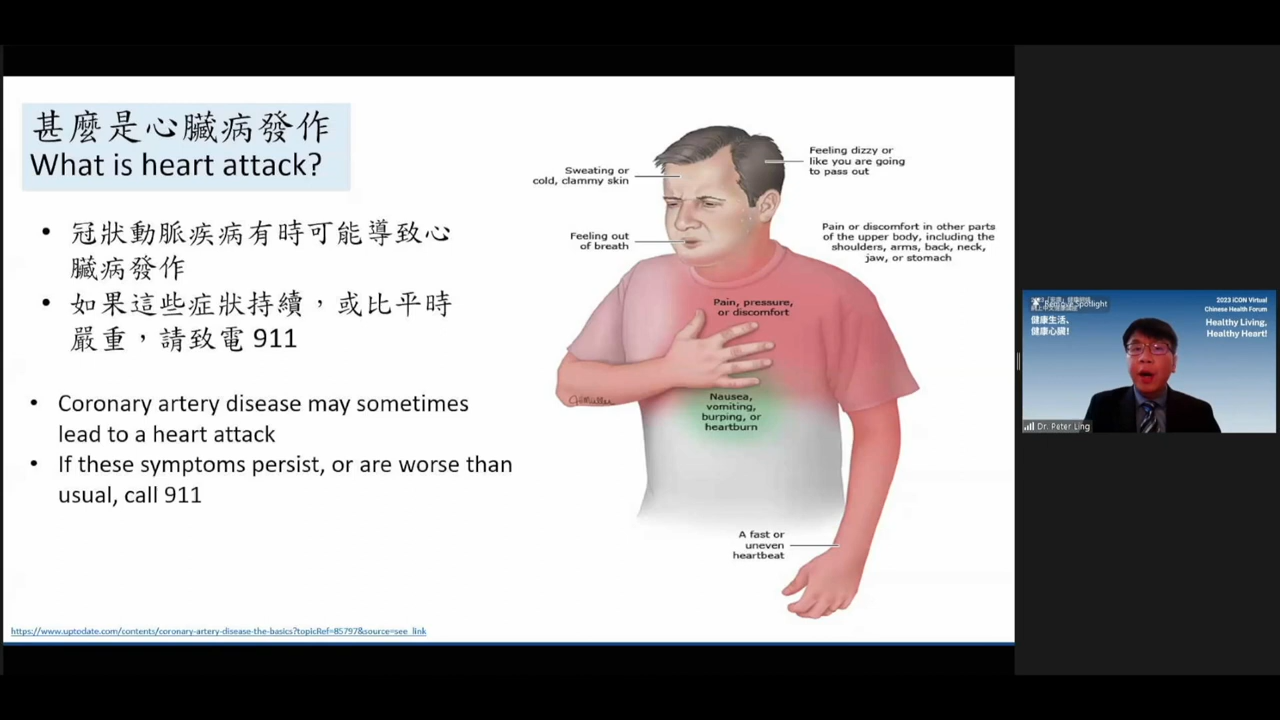 甚麼是心臟病發作
What is heart attack?
• 冠狀動脈疾病有時可能導致心
臟病發作
• 如果這些症狀持續，或比平時
嚴重，請致電 911
• Coronary artery disease may sometimes
lead to a heart attack
• If these symptoms persist, or are worse than
usual, call 911
Sweating or
cold, clammy skin
Feeling out
of breath
Feeling dizzy or
like you are going
to pass out
Pain or discomfort in other parts
of the upper body, including the
shoulders, arms, back, neck,
jaw, or stomach
Pain, pressure,
or discomfort
Nausea,
vomiting,
burping, or
heartburn
A fast or
uneven
heartbeat
https://www.uptodate.com/contents/coronary-artery-disease-the-basics?topicRef=85797&source=see_link
Remove Spotlight
健康生活、
健康心臟!
2023 iCON Virtual
Chinese Health Forum
Healthy Living,
Healthy Heart!
Dr. Peter Ling